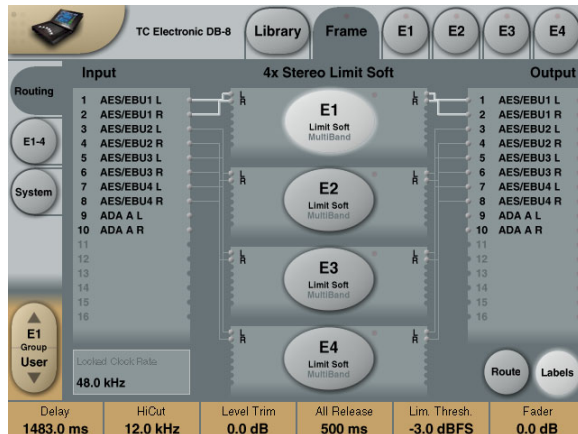 TC Electronic DB-8
Library
Frame
E1
E2
E3
E4
Routing
E1-4
System
E1
Group
User
Input
4x Stereo Limit Soft
Output
1 AES/EBU1 L
2 AES/EBU1 R
3 AES/EBU2 L
4 AES/EBU2 R
5 AES/EBU3 L
6 AES/EBU3 R
7 AES/EBU4 L
8 AES/EBU4 R
9 ADA A L
10 ADA A R
11
12
13
14
15
16
L
R
E1
Limit Soft
MultiBand
L
R
L
R
E2
Limit Soft
MultiBand
L
R
L
R
E3
Limit Soft
MultiBand
L
R
L
R
E4
Limit Soft
MultiBand
L
R
1 AES/EBU1 L
2 AES/EBU1 R
3 AES/EBU2 L
4 AES/EBU2 R
5 AES/EBU3 L
6 AES/EBU3 R
7 AES/EBU4 L
8 AES/EBU4 R
9 ADA A L
10 ADA A R
11
12
13
14
15
16
Locked Clock Rate
48.0 kHz
Route
Labels
Delay
1483.0 ms
HiCut
12.0 kHz
Level Trim
0.0 dB
All Release
500 ms
Lim. Thresh.
-3.0 dBFS
Fader
0.0 dB